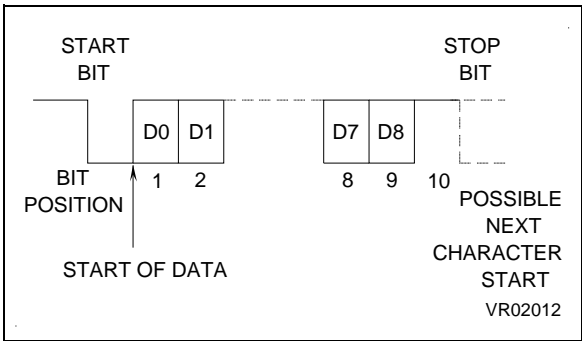 START
BIT
STOP
BIT
D0 D1 D7 D8
BIT
POSITION
1 2 8 9 10
POSSIBLE
NEXT
CHARACTER
START
START OF DATA
VR02012